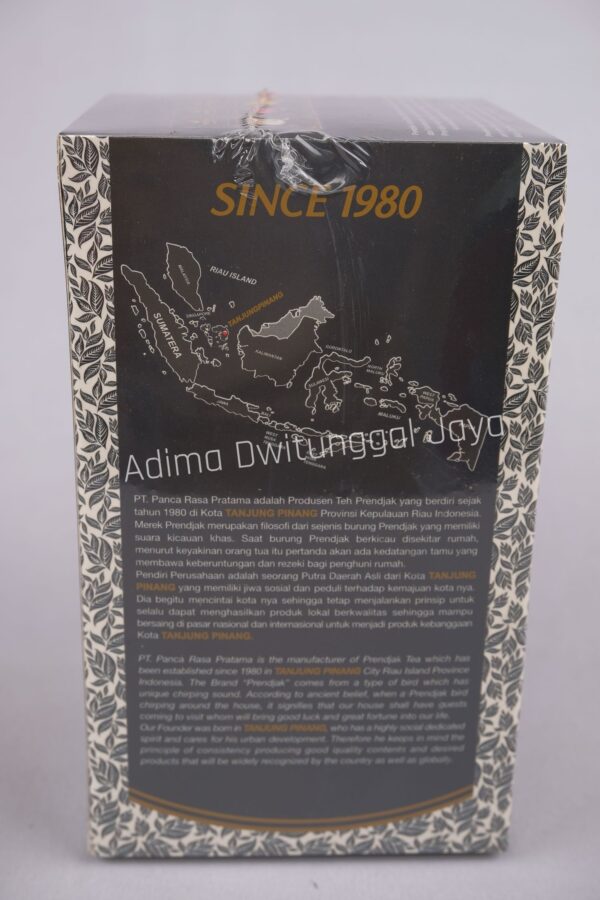 SINCE 1980
MALAYSIA
RIAU ISLAND
SINGAPORE
TANJUNGPINANG
SUMATERA
KALIMANTAN
GORONTALO
NORTH
MALUKU
SULAWESI
MALUKU
WEST
PAPUA
BALI
WEST
NUSA
TENGGARA
Adima Dwitunggal Jaya
PT. Panca Rasa Pratama adalah Produsen Teh Prendjak yang berdiri sejak
tahun 1980 di Kota TANJUNG PINANG Provinsi Kepulauan Riau Indonesia.
Merek Prendjak merupakan filosofi dari sejenis burung Prendjak yang memiliki
suara kicauan khas. Saat burung Prendjak berkicau disekitar rumah,
menurut keyakinan orang tua itu pertanda akan ada kedatangan tamu yang
membawa keberuntungan dan rezeki bagi penghuni rumah.
Pendiri Perusahaan adalah seorang Putra Daerah Asli dari Kota TANJUNG
PINANG yang memiliki jiwa sosial dan peduli terhadap kemajuan kota nya.
Dia begitu mencintai kota nya sehingga tetap menjalankan prinsip untuk
selalu dapat menghasilkan produk lokal berkwalitas sehingga mampu
bersaing di pasar nasional dan internasional untuk menjadi produk kebanggaan
Kota TANJUNG PINANG.
PT. Panca Rasa Pratama is the manufacturer of Prendjak Tea which has
been established since 1980 in TANJUNG PINANG City Riau Island Province
Indonesia. The Brand "Prendjak" comes from a type of bird which has
unique chirping sound. According to ancient belief, when a Prendjak bird
chirping around the house, it signifies that our house shall have guests
coming to visit whom will bring good luck and great fortune into our life.
Our Founder was born in TANJUNG PINANG, who has a highly social dedicated
spirit and cares for his urban development. Therefore he keeps in mind the
principle of consistency producing good quality contents and desired
products that will be widely recognized by the country as well as globally.